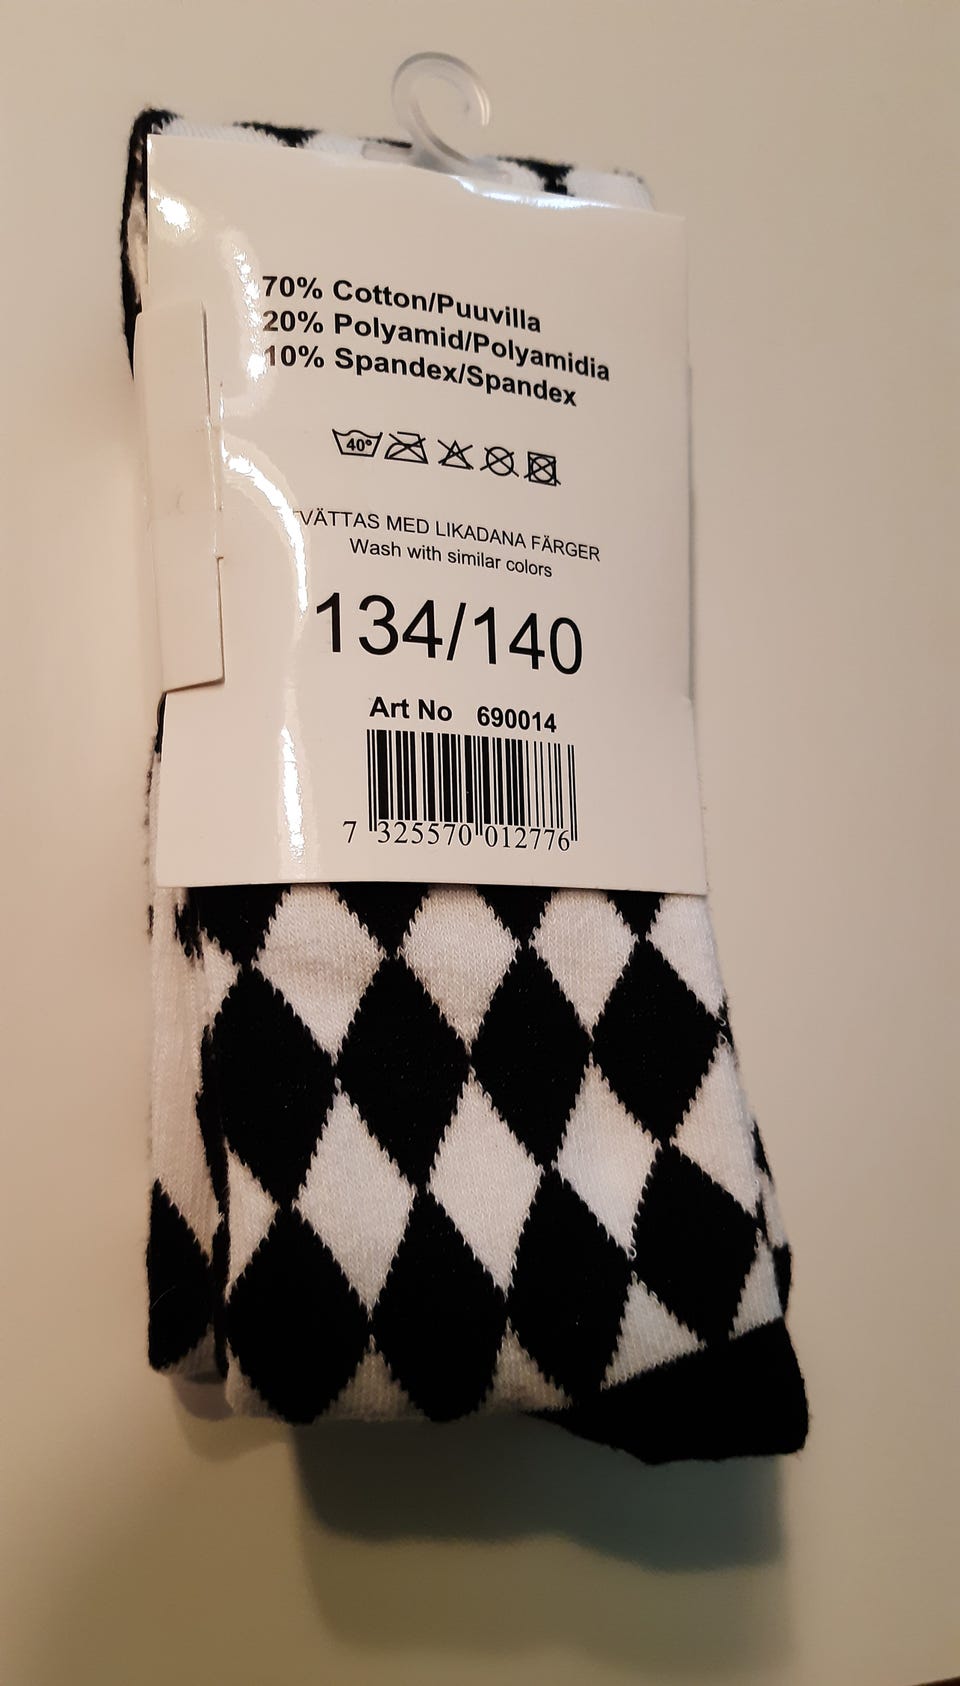 70% Cotton/Puuvilla
20% Polyamid/Polyamidia
10% Spandex/Spandex
40°
TVÄTTAS MED LIKADANA FÄRGER
Wash with similar colors
134/140
Art No 690014
7 325570 012776